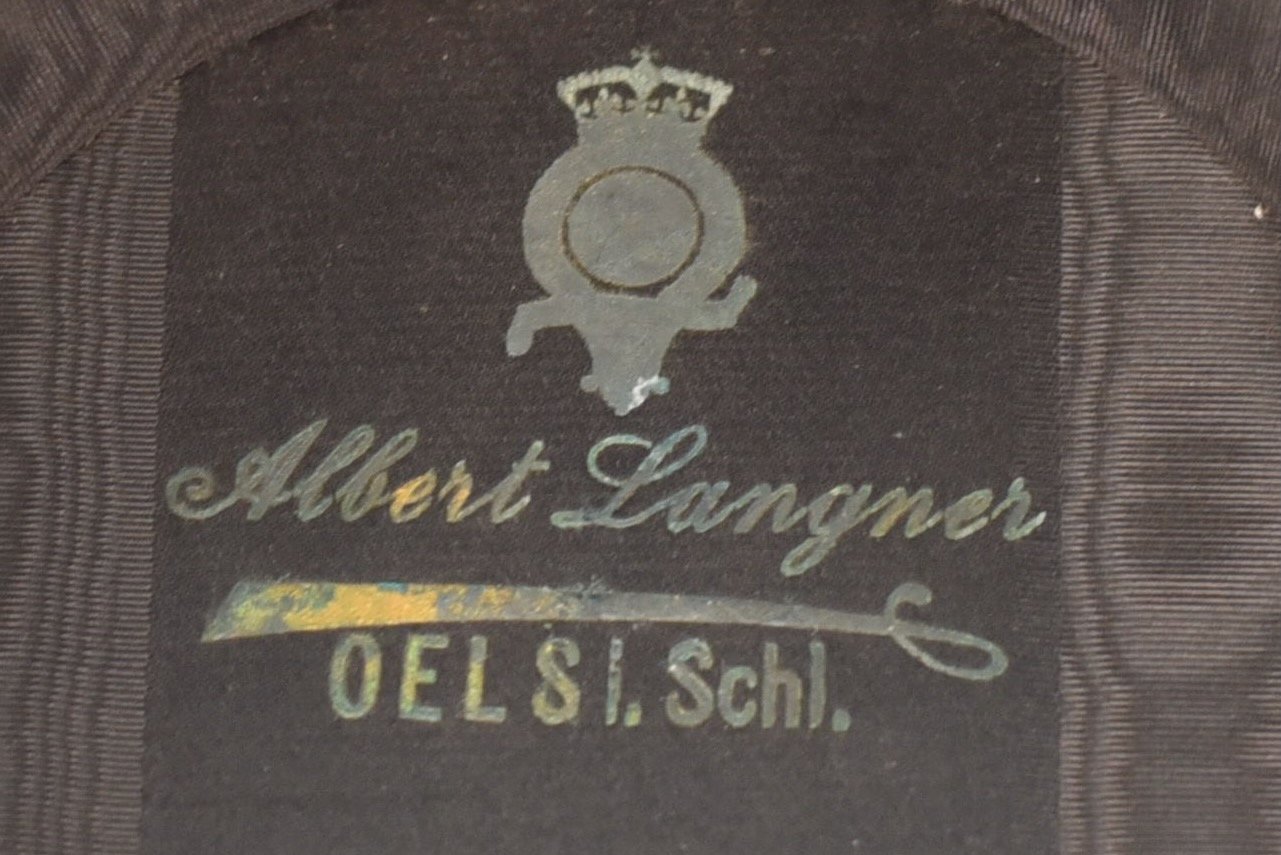 Albert Langner
OELS i. Schl.